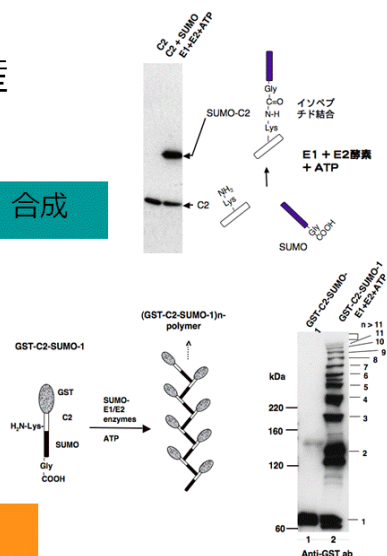 産
C2
C2 + SUMO
E1+E2+ATP
SUMO-C2
C2
Gly
C=O
N-H
Lys
イソペプ
チド結合
E1 + E2酵素
+ ATP
NH2
Lys
SUMO
Gly
COOH
合成
GST-C2-SUMO-1
GST
C2
H2N-Lys
SUMO
Gly
COOH
SUMO-
E1/E2
enzymes
ATP
(GST-C2-SUMO-1)n-
polymer
GST-C2-SUMO-
1
GST-C2-SUMO-1
E1+E2+ATP
n > 11
11
10
9
8
7
6
5
4
3
2
1
kDa
220
160
120
60
1 2
Anti-GST ab